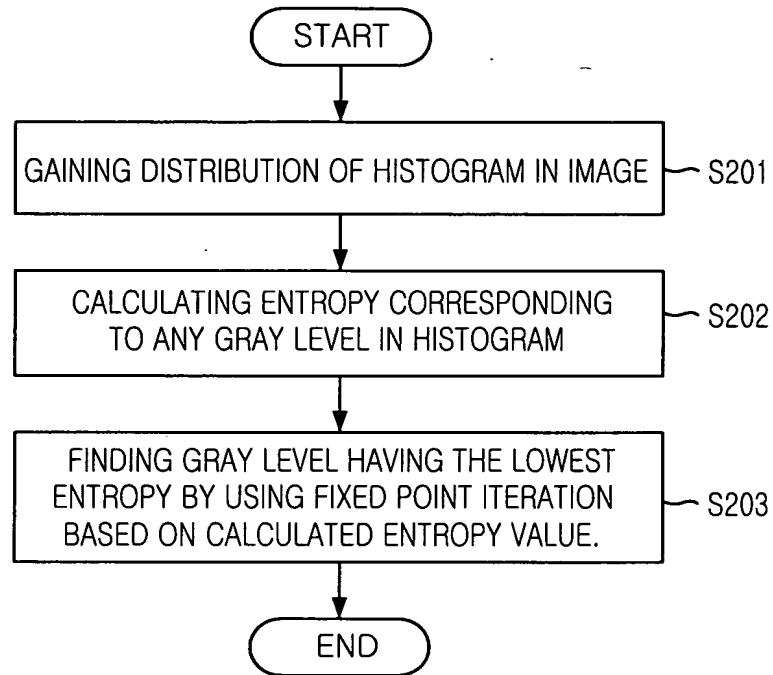 START
GAINING DISTRIBUTION OF HISTOGRAM IN IMAGE
S201
CALCULATING ENTROPY CORRESPONDING
TO ANY GRAY LEVEL IN HISTOGRAM
S202
FINDING GRAY LEVEL HAVING THE LOWEST
ENTROPY BY USING FIXED POINT ITERATION
BASED ON CALCULATED ENTROPY VALUE.
S203
END